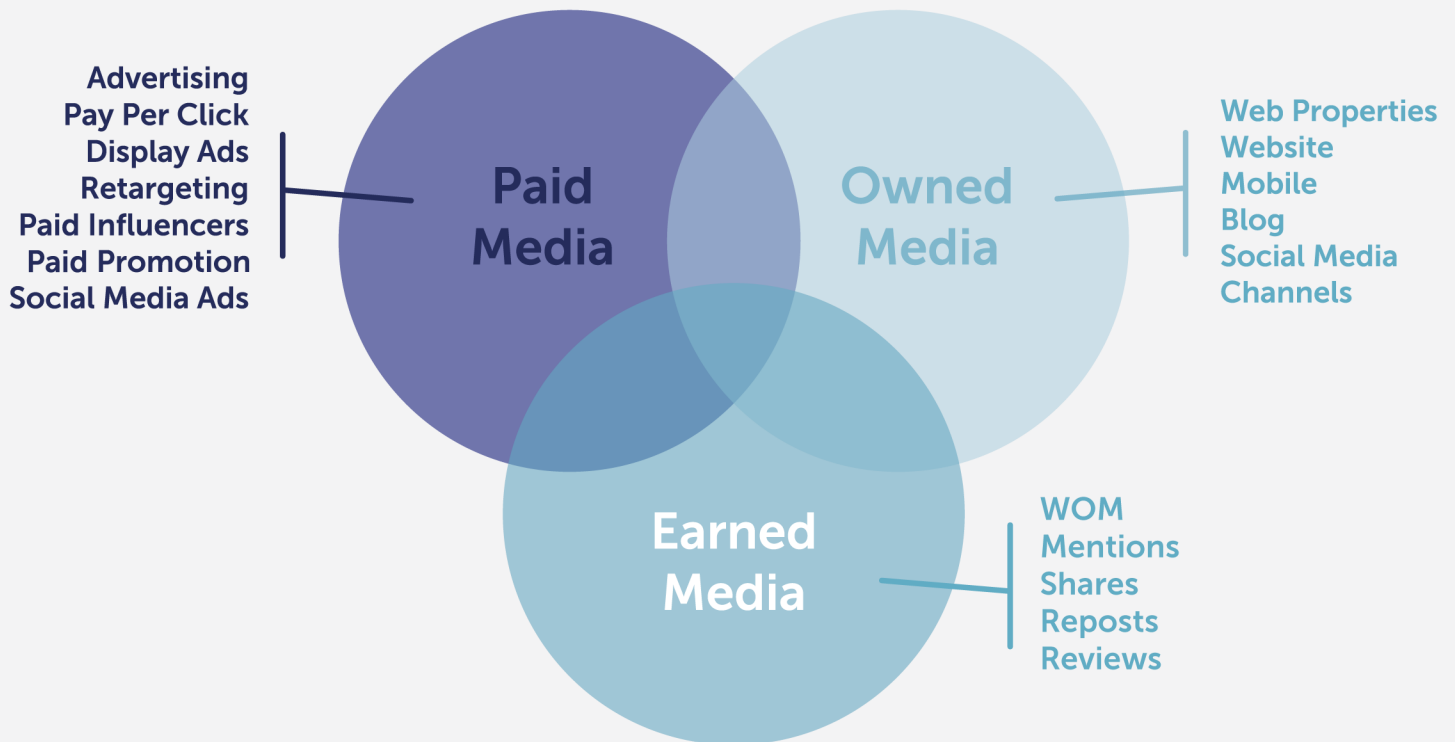 Advertising
Pay Per Click
Display Ads
Retargeting
Paid Influencers
Paid Promotion
Social Media Ads
Paid
Media
Owned
Media
Web Properties
Website
Mobile
Blog
Social Media
Channels
Earned
Media
WOM
Mentions
Shares
Reposts
Reviews